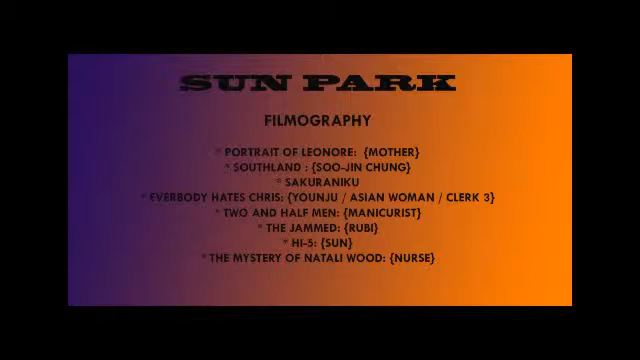 SUN PARK
FILMOGRAPHY
* PORTRAIT OF LEONORE: {MOTHER}
* SOUTHLAND : {SOO-JIN CHUNG}
* SAKURANIKU
* EVERBODY HATES CHRIS: {YOUNJU / ASIAN WOMAN / CLERK 3}
* TWO AND HALF MEN: {MANICURIST}
* THE JAMMED: {RUBI}
* HI-5: {SUN}
* THE MYSTERY OF NATALI WOOD: {NURSE}